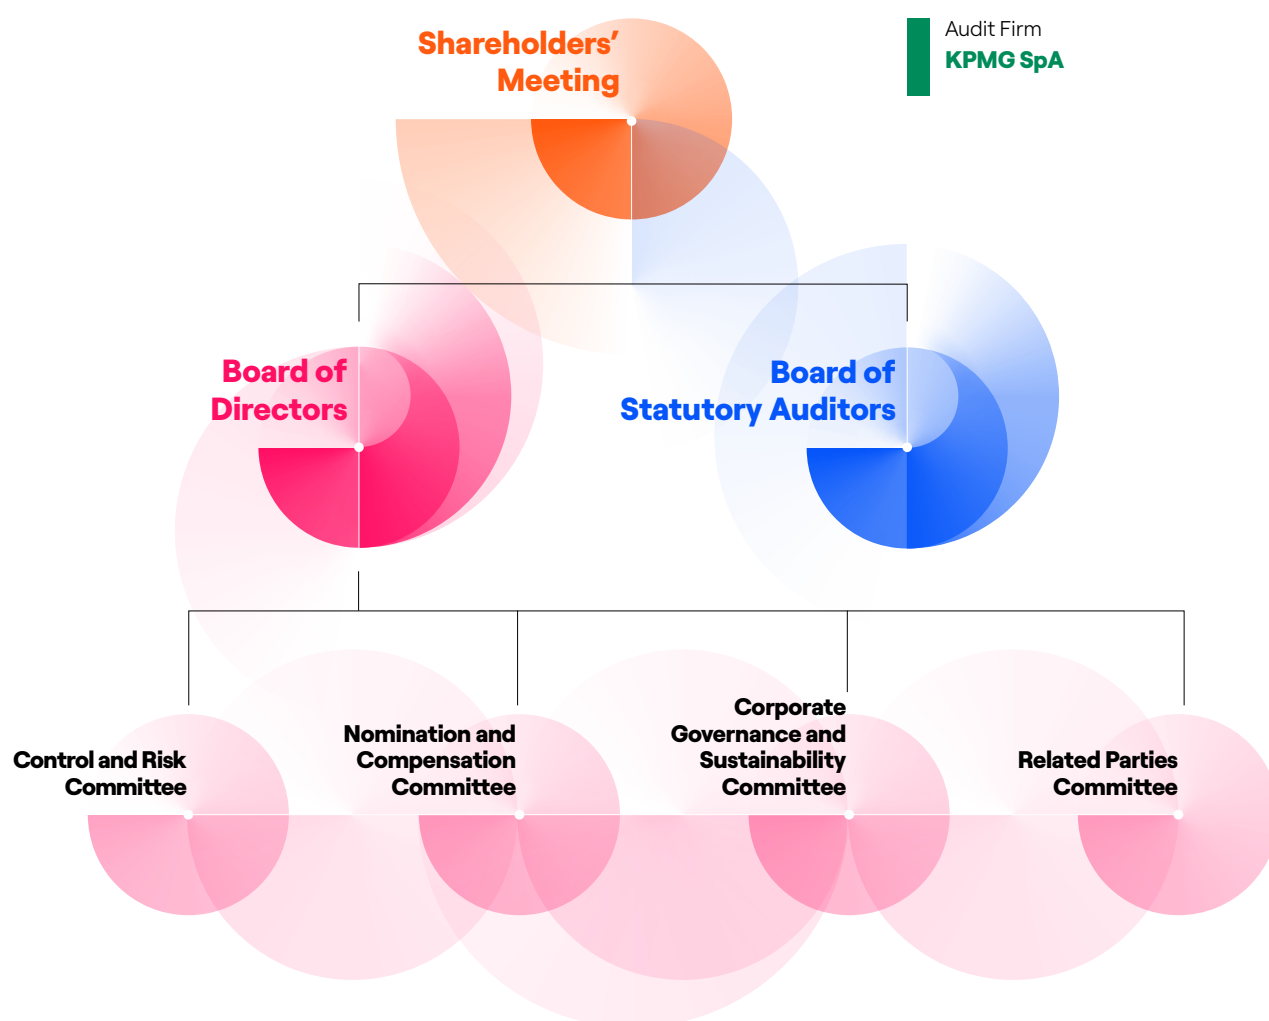 Shareholders’
Meeting
Audit Firm
KPMG SpA
Board of
Directors
Board of
Statutory Auditors
Control and Risk
Committee
Nomination and
Compensation
Committee
Corporate
Governance and
Sustainability
Committee
Related Parties
Committee